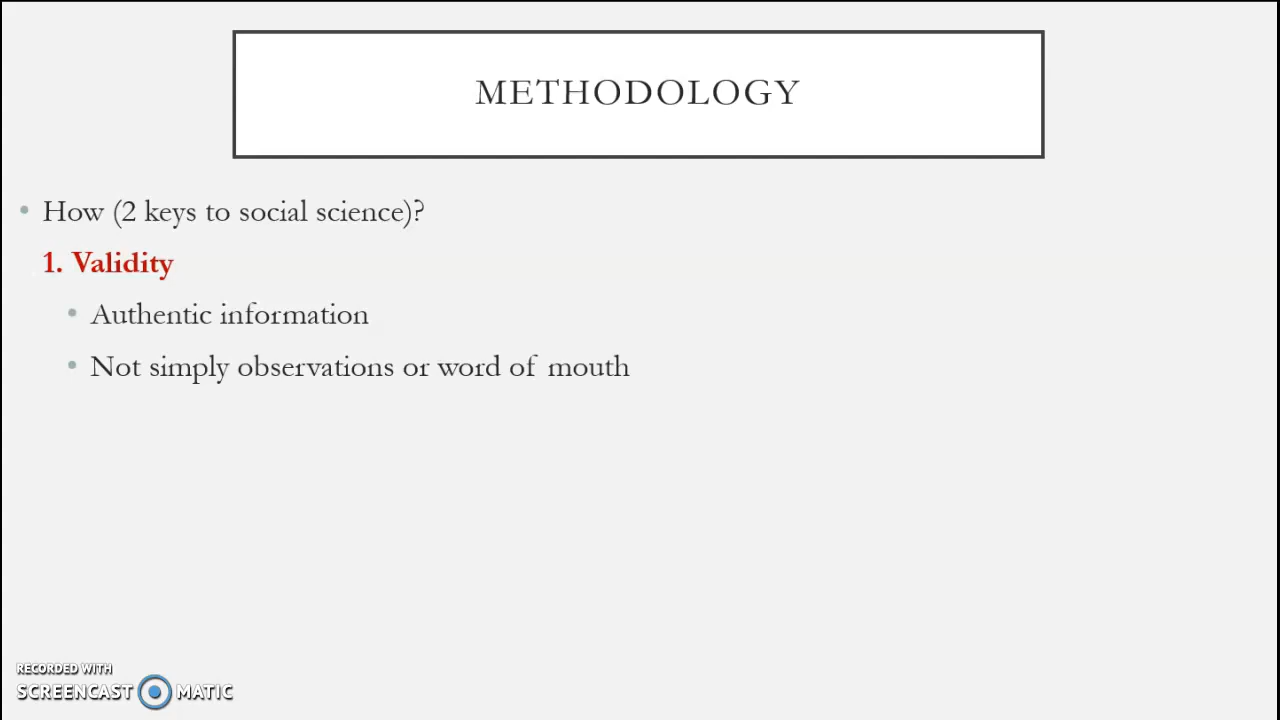 METHODOLOGY
• How (2 keys to social science)?
1. Validity
• Authentic information
• Not simply observations or word of mouth
RECORDED WITH
SCREENCAST MATIC